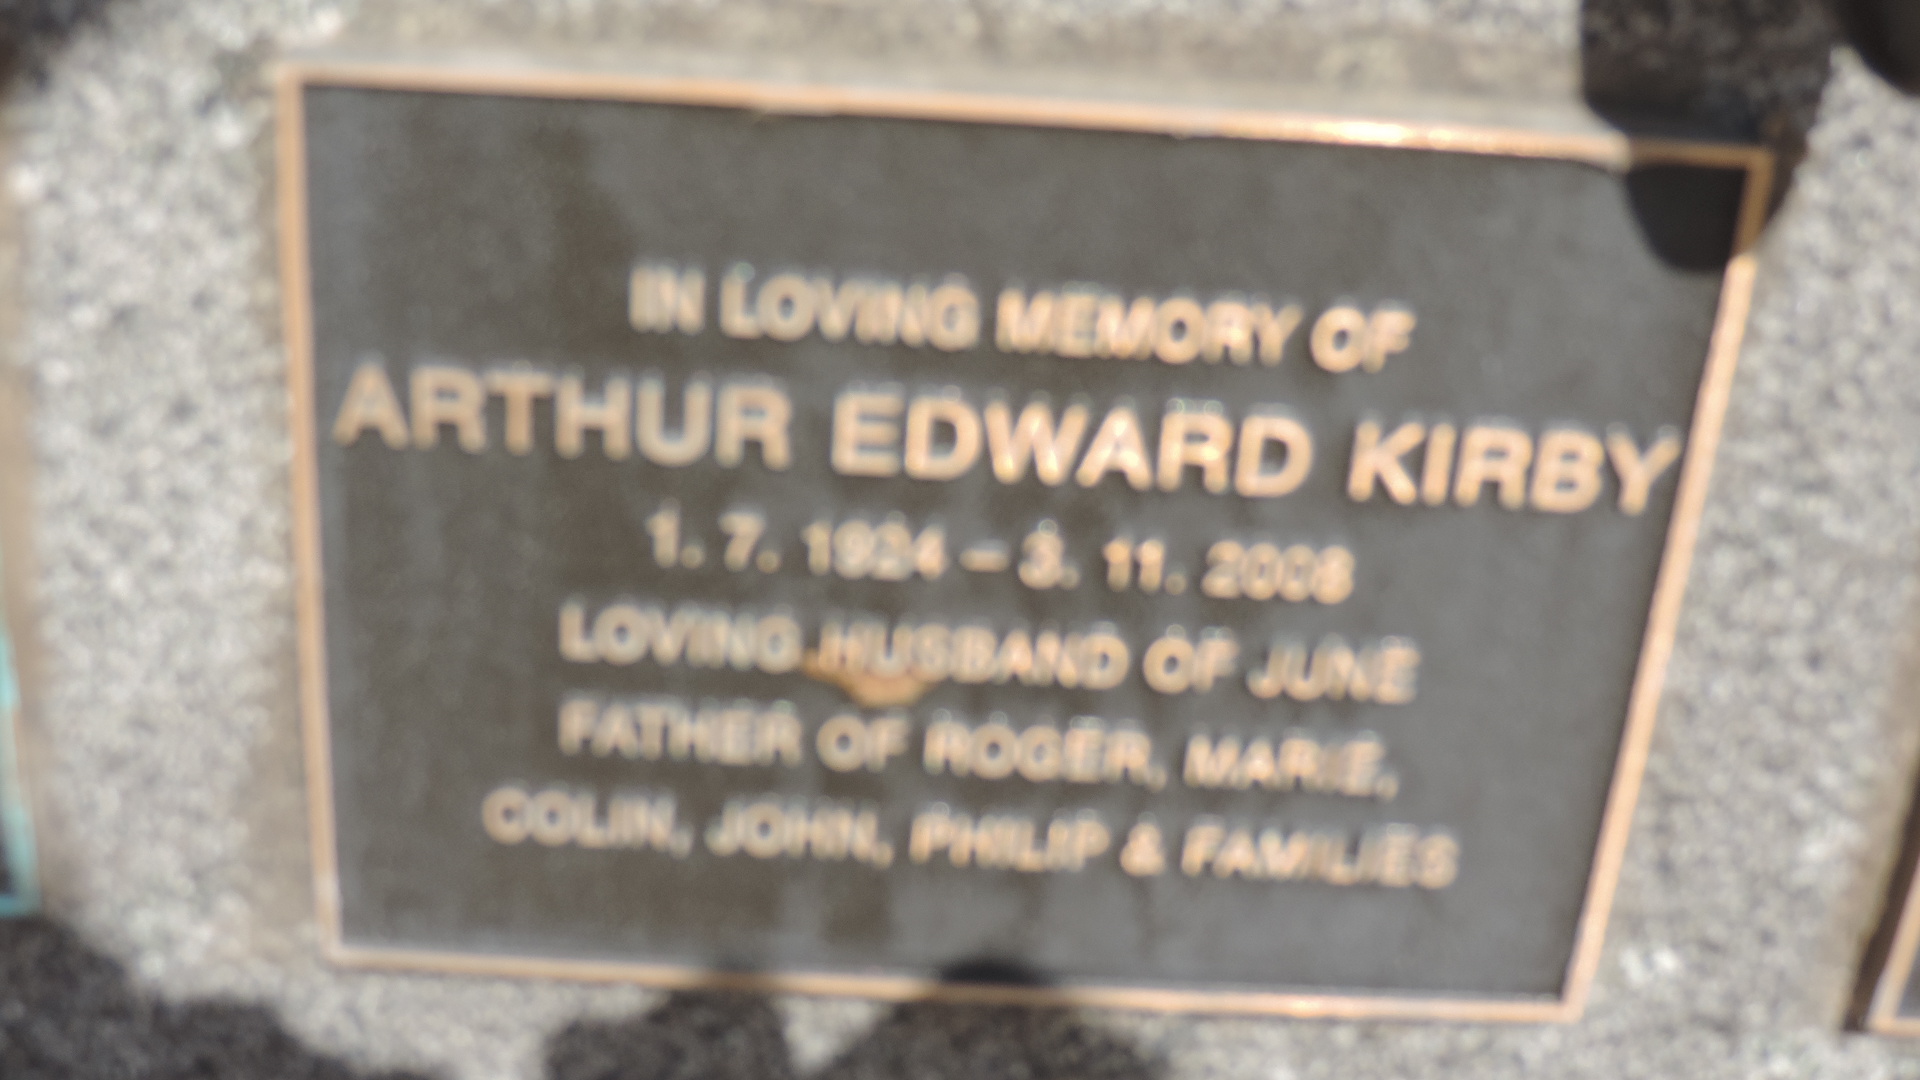 IN LOVING MEMORY OF
ARTHUR EDWARD KIRBY
1. 7. 1924 – 3. 11.
LOVING HUSBAND OF JUNE
FATHER OF ROGER, MARIE,
COLIN, JOHN, PHILIP & FAMILIES